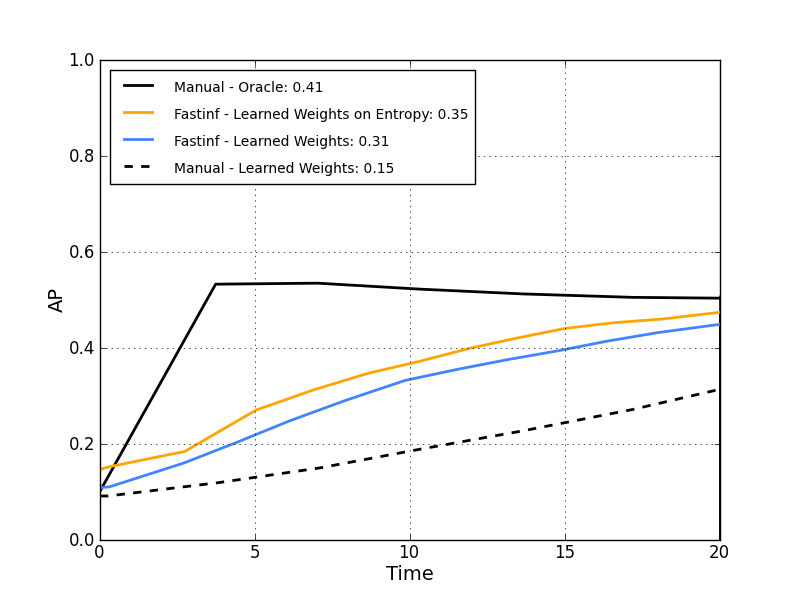 1.0
Manual - Oracle: 0.41
Fastinf - Learned Weights on Entropy: 0.35
Fastinf - Learned Weights: 0.31
Manual - Learned Weights: 0.15
0.8
0.6
AP
0.4
0.2
0.0
0 5 10 15 20
Time